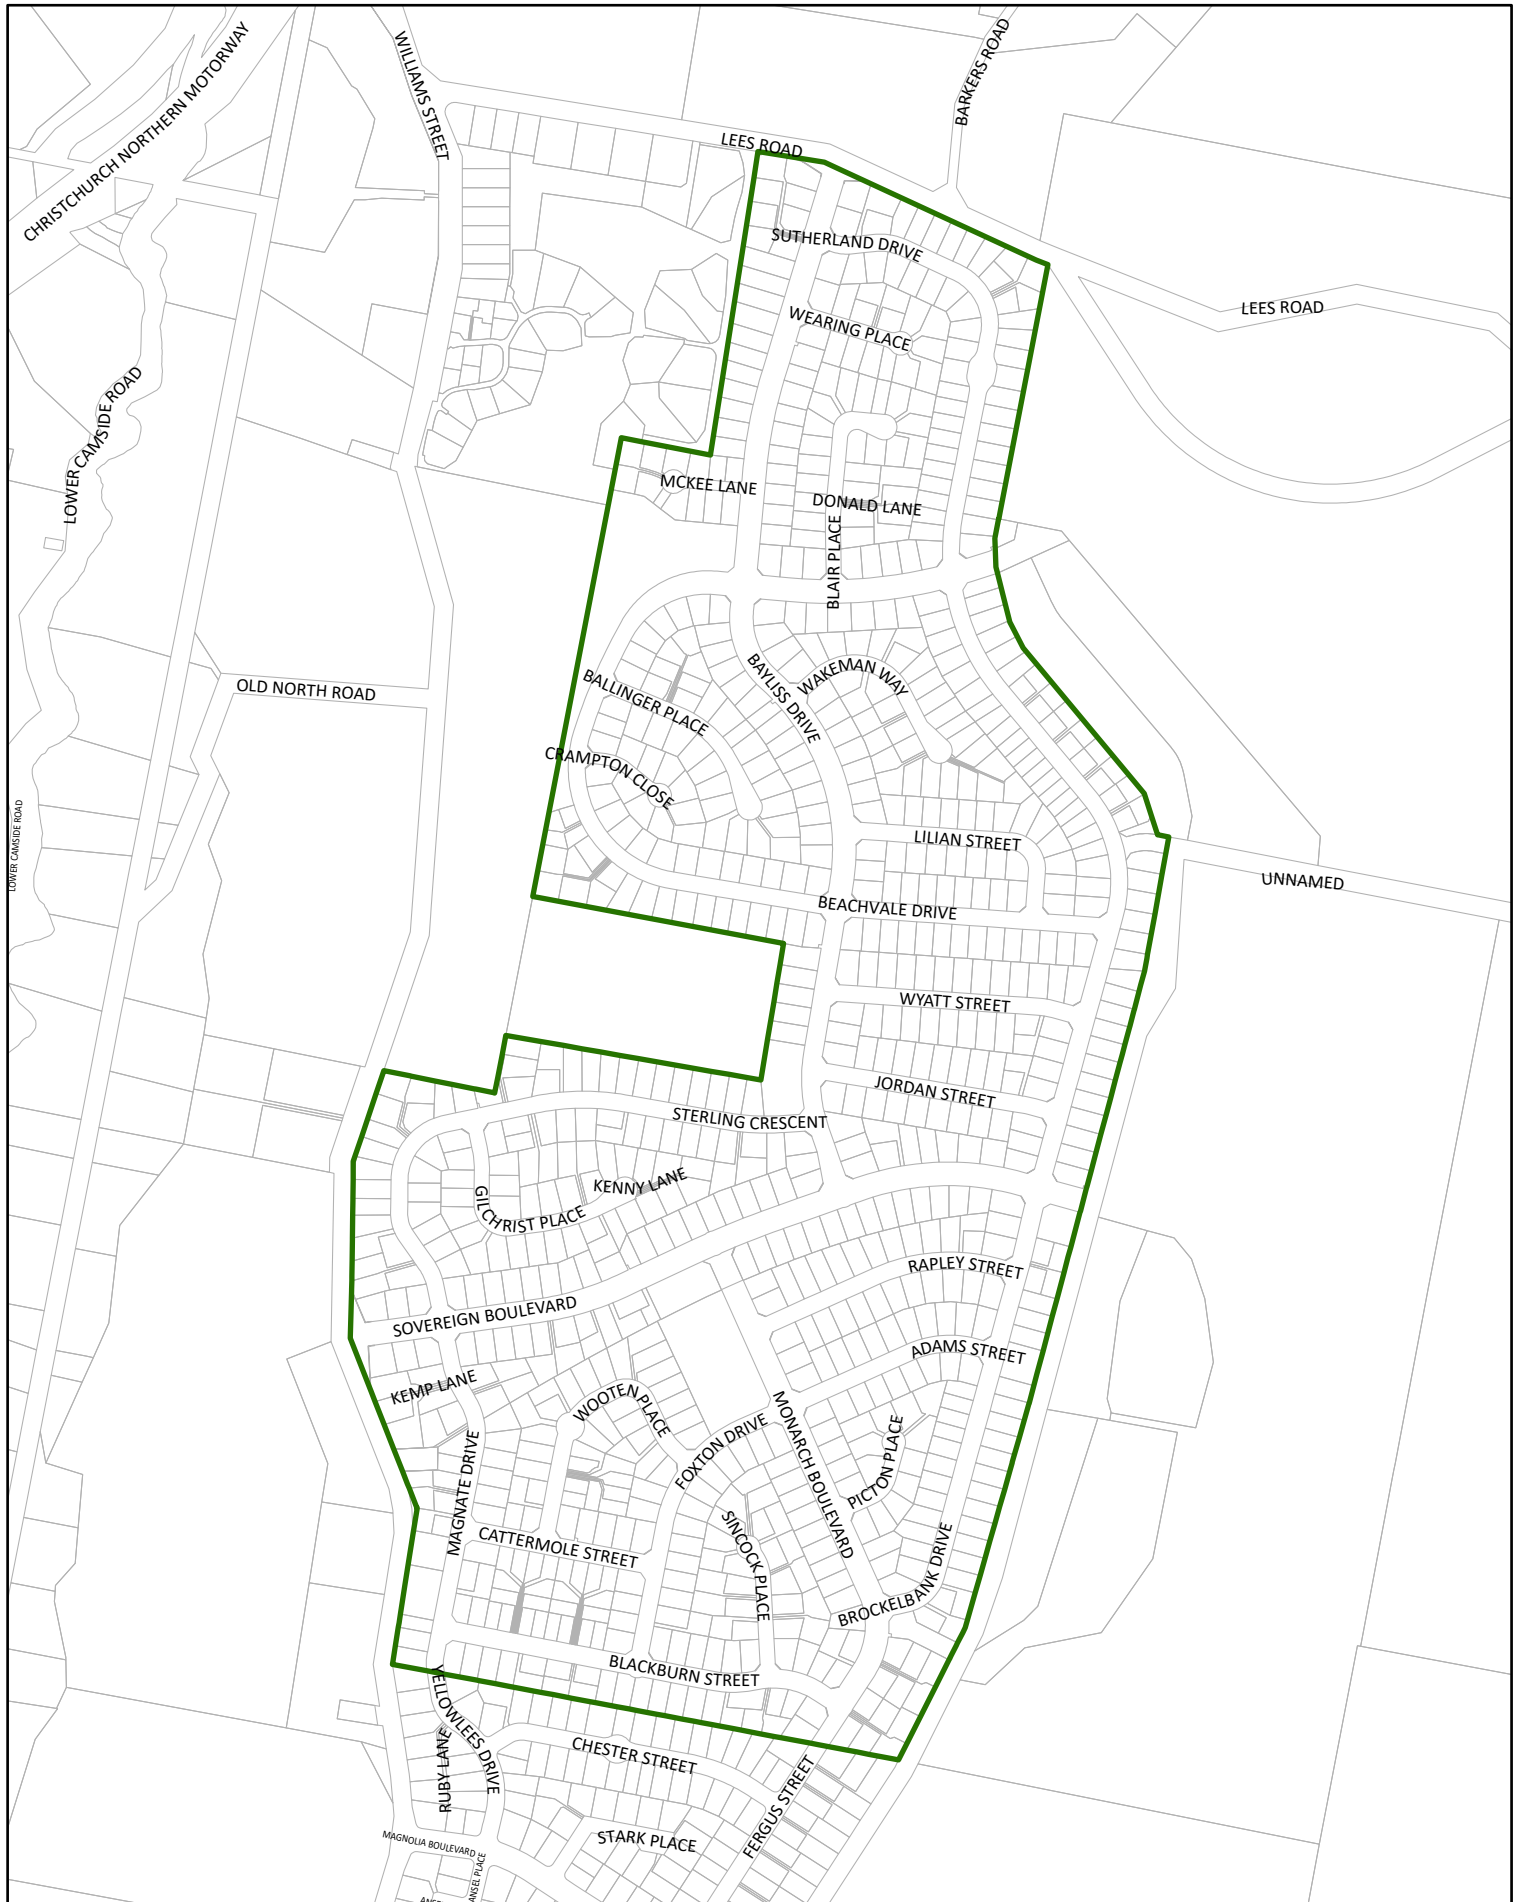 CHRISTCHURCH NORTHERN MOTORWAY
WILLIAMS STREET
BARKERS ROAD
LEES ROAD
SUTHERLAND DRIVE
LEES ROAD
WEARING PLACE
LOWER CAMSIDE ROAD
MCKEE LANE
DONALD LANE
BLAIR PLACE
OLD NORTH ROAD
BALLINGER PLACE
BAYLISS DRIVE
WAKEMAN WAY
CRAMPTON CLOSE
LOWER CAMSIDE ROAD
LILIAN STREET
UNNAMED
BEACHVALE DRIVE
WYATT STREET
JORDAN STREET
STERLING CRESCENT
KENNY LANE
GILCHRIST PLACE
RAPLEY STREET
SOVEREIGN BOULEVARD
ADAMS STREET
KEMP LANE
WOOTEN PLACE
MONARCH BOULEVARD
FOXTON DRIVE
PICTON PLACE
MAGNATE DRIVE
SINCOCK PLACE
CATTERMOLE STREET
BROCKELBANK DRIVE
BLACKBURN STREET
YELLOWLEES DRIVE
RUBY LANE
CHESTER STREET
FERGUS STREET
STARK PLACE
MAGNOLIA BOULEVARD
ANSEL PLACE